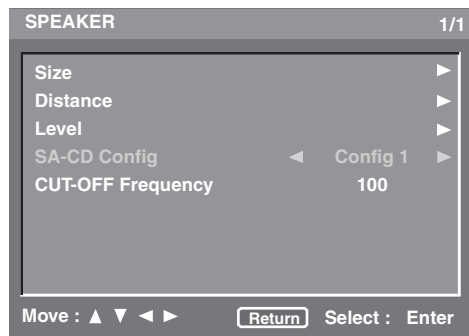 SPEAKER 1/1
Size ►
Distance ►
Level ►
SA-CD Config ◄ Config 1 ►
CUT-OFF Frequency 100
Move : ▲ ▼ ◄ ► Return Select : Enter